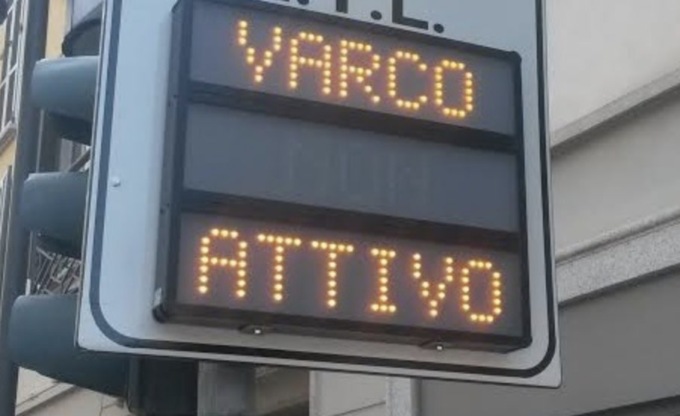 Z.T.L.
VARCO
ATTIVO